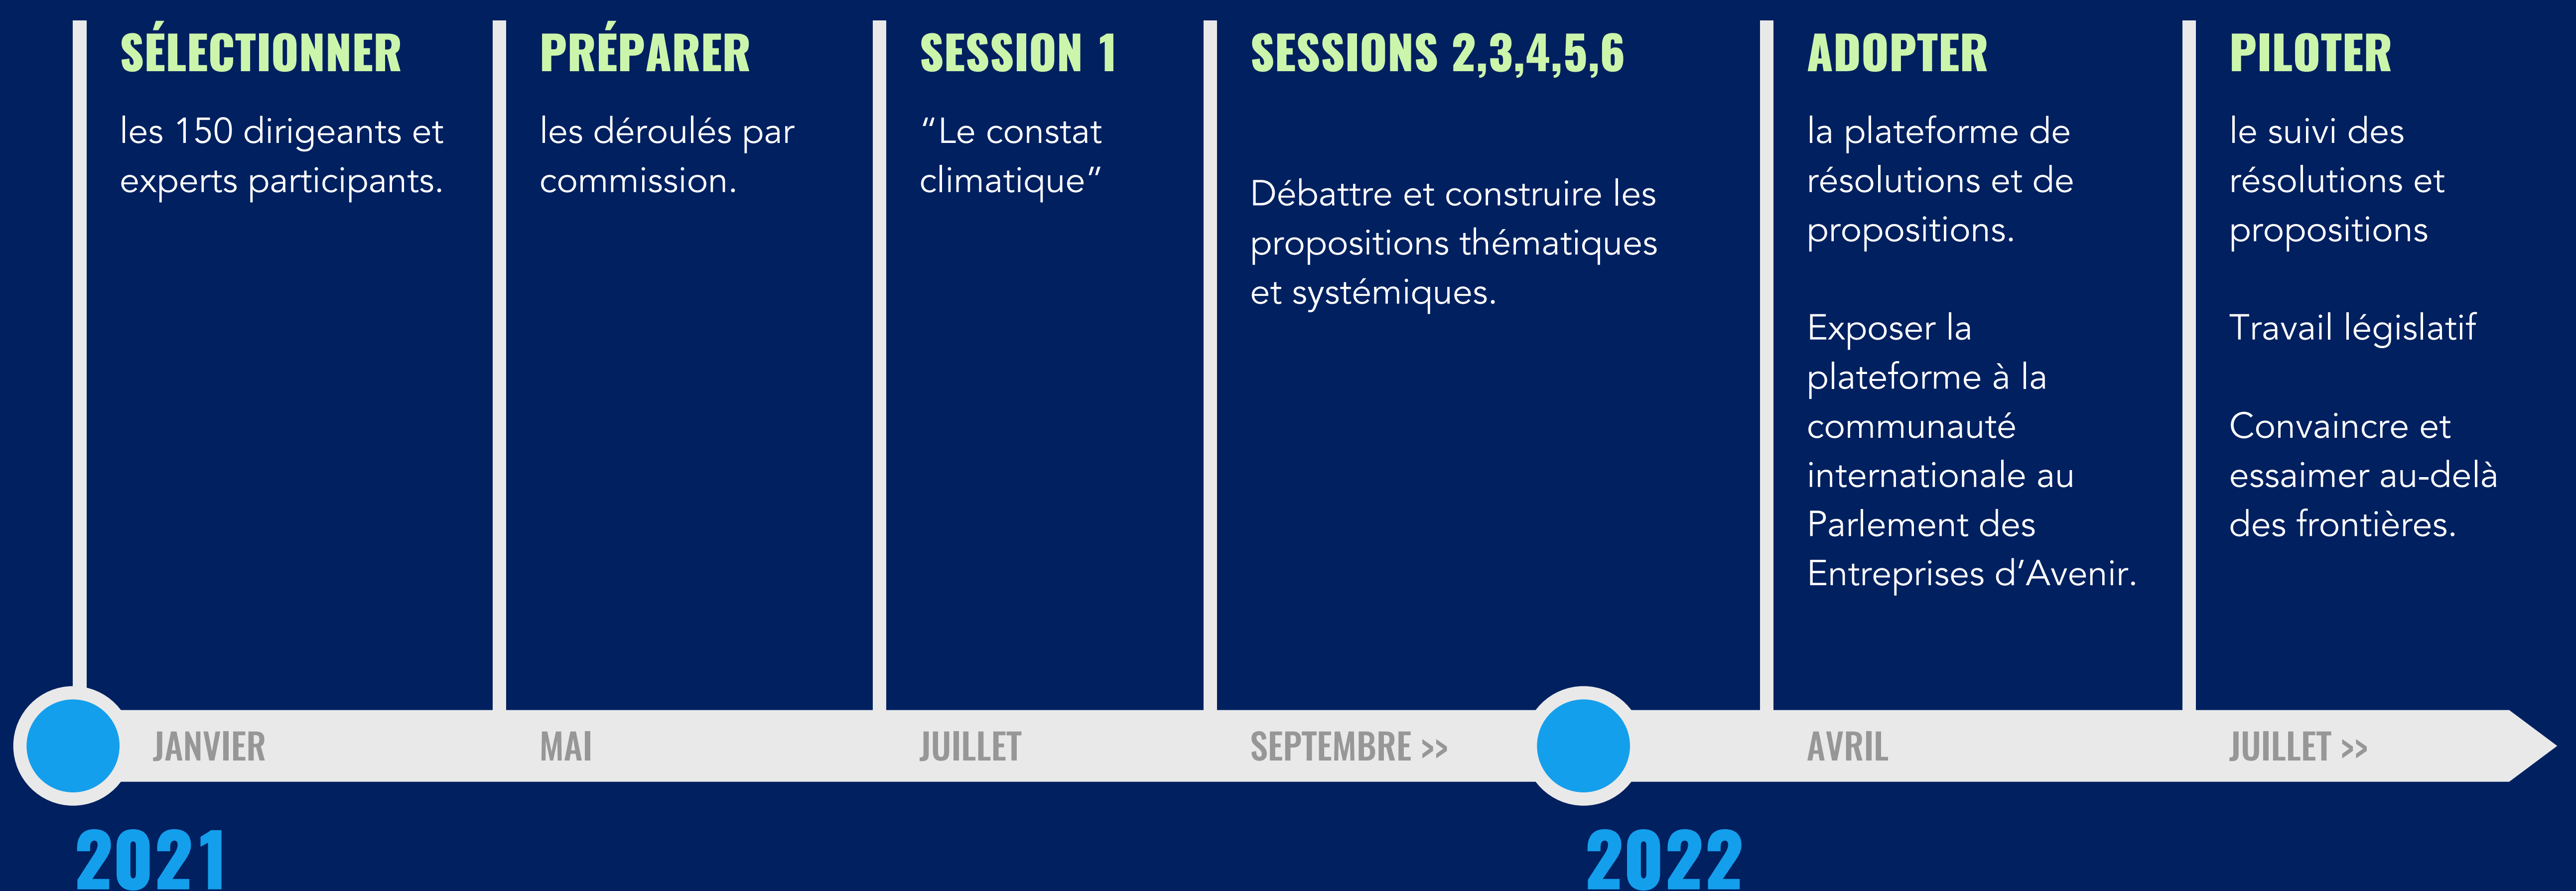 SÉLECTIONNER
les 150 dirigeants et
experts participants.
PRÉPARER
les déroulés par
commission.
SESSION 1
“Le constat
climatique”
SESSIONS 2,3,4,5,6
Débattre et construire les
propositions thématiques
et systémiques.
ADOPTER
la plateforme de
résolutions et de
propositions.
Exposer la
plateforme à la
communauté
internationale au
Parlement des
Entreprises d’Avenir.
PILOTER
le suivi des
résolutions et
propositions
Travail législatif
Convaincre et
essaimer au-delà
des frontières.
JANVIER
MAI
JUILLET
SEPTEMBRE >>
AVRIL
JUILLET >>
2021
2022